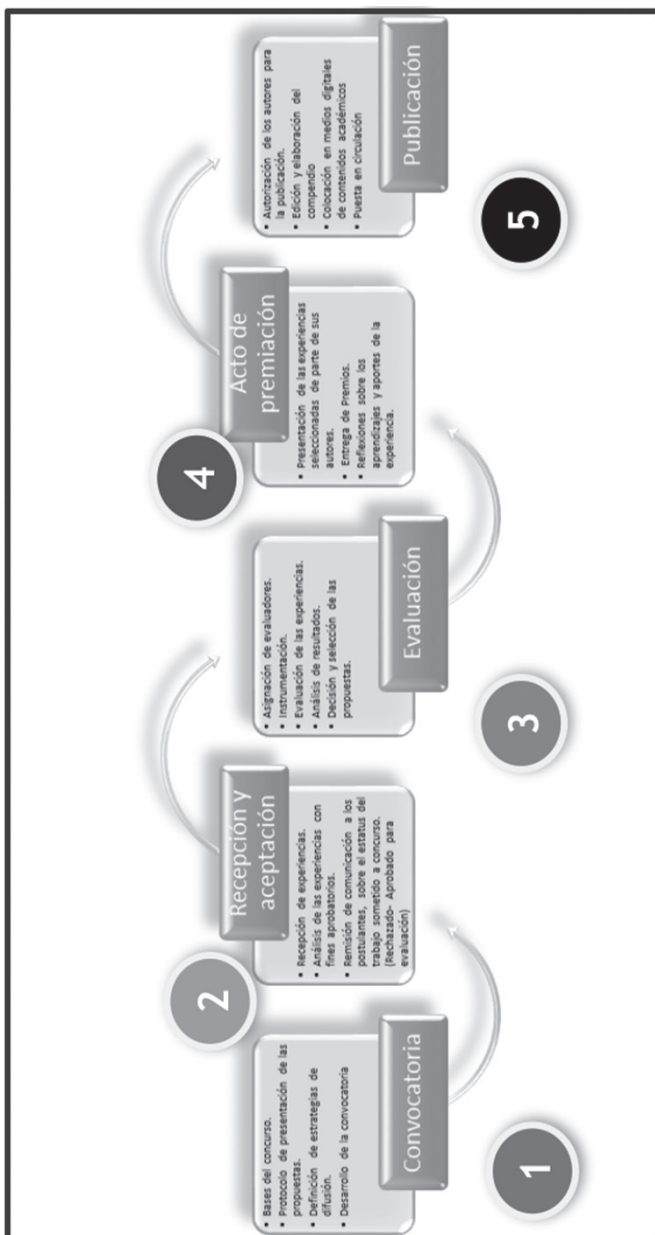 1
Convocatoria
• Bases del concurso.
• Protocolo de presentación de las
propuestas.
• Definición de estrategias de
difusión.
• Desarrollo de la convocatoria
2
Recepción y
aceptación
• Recepción de experiencias.
• Análisis de las experiencias con
fines aprobatorios.
• Remisión de comunicación a los
postulantes, sobre el estatus del
trabajo sometido a concurso.
(Rechazado- Aprobado para
evaluación)
3
Evaluación
• Asignación de evaluadores.
• Instrumentación.
• Evaluación de las experiencias.
• Análisis de resultados.
• Decisión y selección de las
propuestas.
4
Acto de
premiación
• Presentación de las experiencias
seleccionadas de parte de sus
autores.
• Entrega de Premios.
• Reflexiones sobre los
aprendizajes y aportes de la
experiencia.
5
Publicación
• Autorización de los autores para
la publicación.
• Edición y elaboración del
compendio
• Colocación en medios digitales
de contenidos académicos
• Puesta en circulación